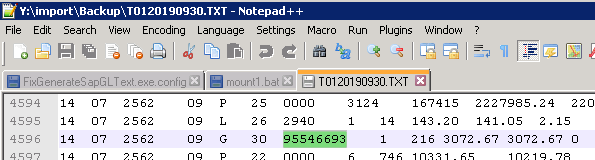 Y:\import\Backup\T0120190930.TXT - Notepad++
File Edit Search View Encoding Language Settings Macro Run Plugins Window ?
FixGenerateSapGLText.exe.config mount1.bat T0120190930.TXT
4594 14 07 2562 09 P 25 0000 3124 167415 2227985.24 220
4595 14 07 2562 09 L 26 2940 1 14 143.20 141.05 2.15
4596 14 07 2562 09 G 30 95546693 1 216 3072.67 3072.67 0
4597 14 07 2562 09 P 22 0000 6 746 10331.65 10219.78